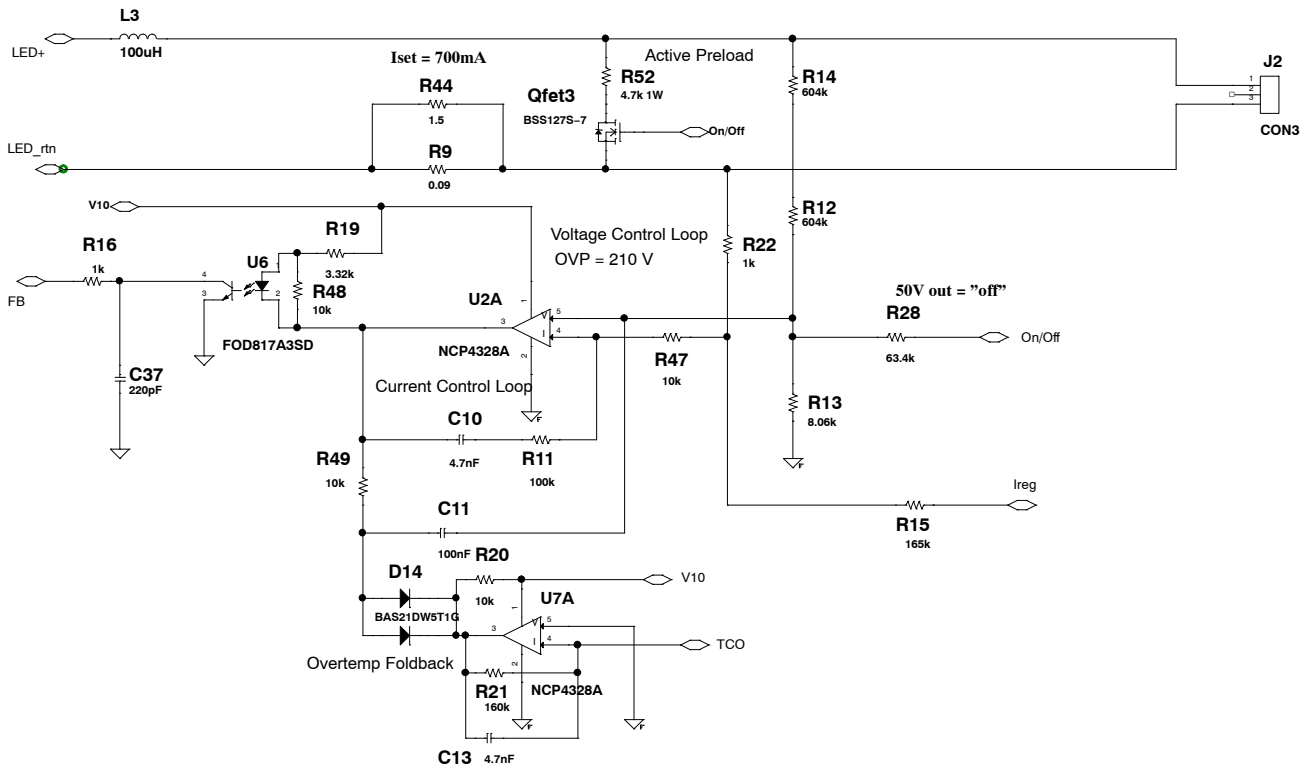 L3
LED+
100uH
Iset = 700mA
Active Preload
R44
1.5
R52
4.7k 1W
R14
604k
J2
1
2
3
CON3
Qfet3
BSS127S−7
On/Off
LED_rtn
R9
0.09
V10
R19
3.32k
R12
604k
Voltage Control Loop
OVP = 210 V
R22
1k
R16
1k
FB
4
3
U6
1
2
R48
10k
FOD817A3SD
U2A
1
5
V
3
4
I
2
NCP4328A
50V out = ”off”
R28
63.4k
On/Off
R47
10k
C37
220pF
Current Control Loop
F
R13
8.06k
F
C10
4.7nF
R11
100k
R49
10k
Ireg
R15
165k
C11
100nF
R20
10k
V10
D14
BAS21DW5T1G
U7A
1
5
V
3
4
I
2
TCO
Overtemp Foldback
R21
160k
NCP4328A
F
F
C13
4.7nF